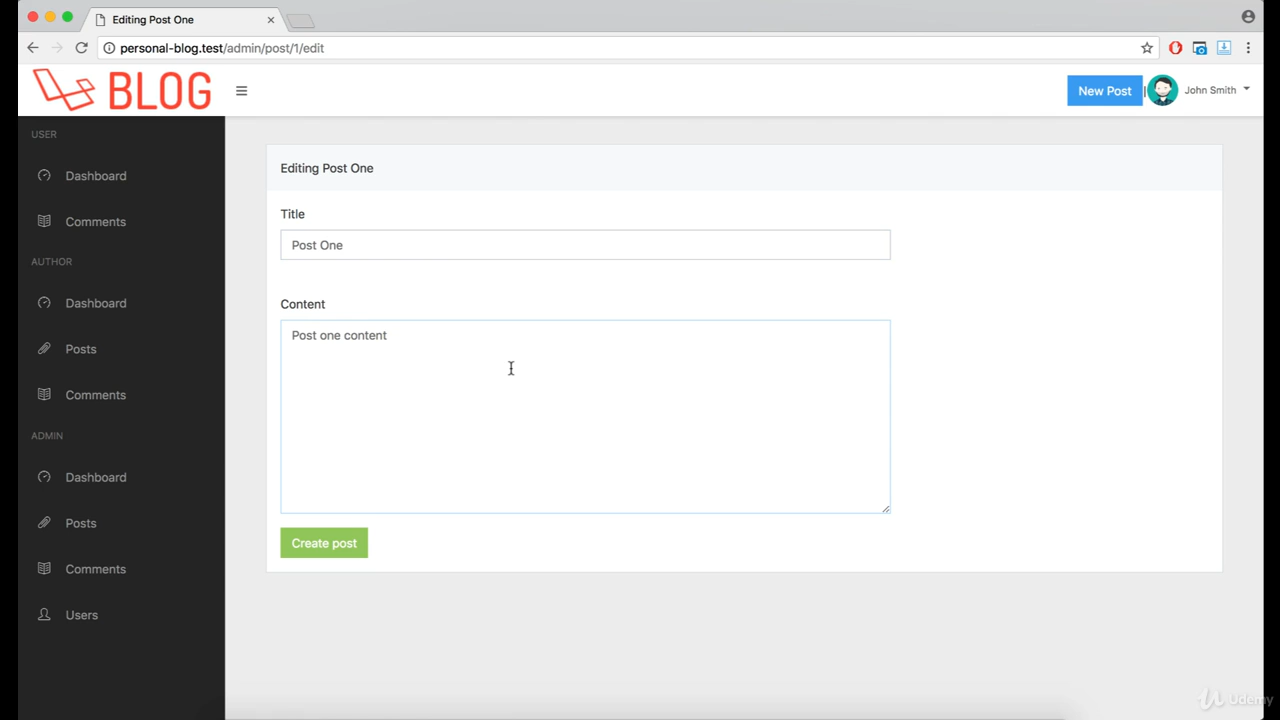 Editing Post One
personal-blog.test/admin/post/1/edit
BLOG
New Post
John Smith
USER
Dashboard
Comments
AUTHOR
Dashboard
Posts
Comments
ADMIN
Dashboard
Posts
Comments
Users
Editing Post One
Title
Post One
Content
Post one content
Create post
Udemy